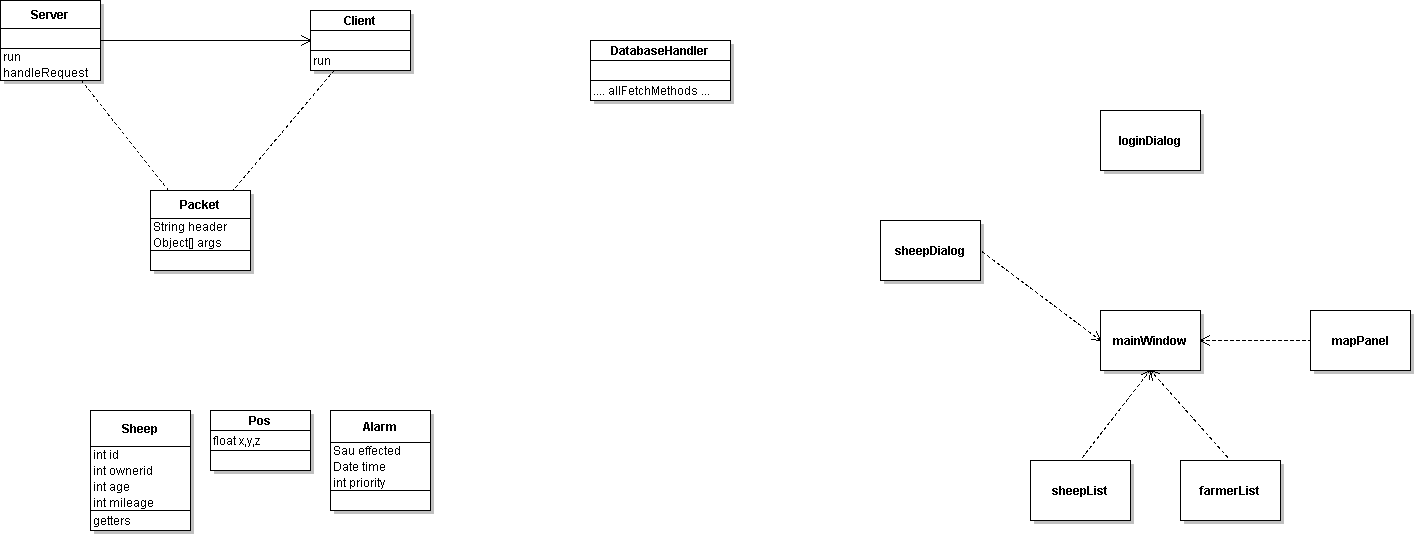 Server
run
handleRequest
Client
run
DatabaseHandler
.... allFetchMethods ...
loginDialog
Packet
String header
Object[] args
sheepDialog
mainWindow
mapPanel
Sheep
int id
int ownerid
int age
int mileage
getters
Pos
float x,y,z
Alarm
Sau effected
Date time
int priority
sheepList
farmerList